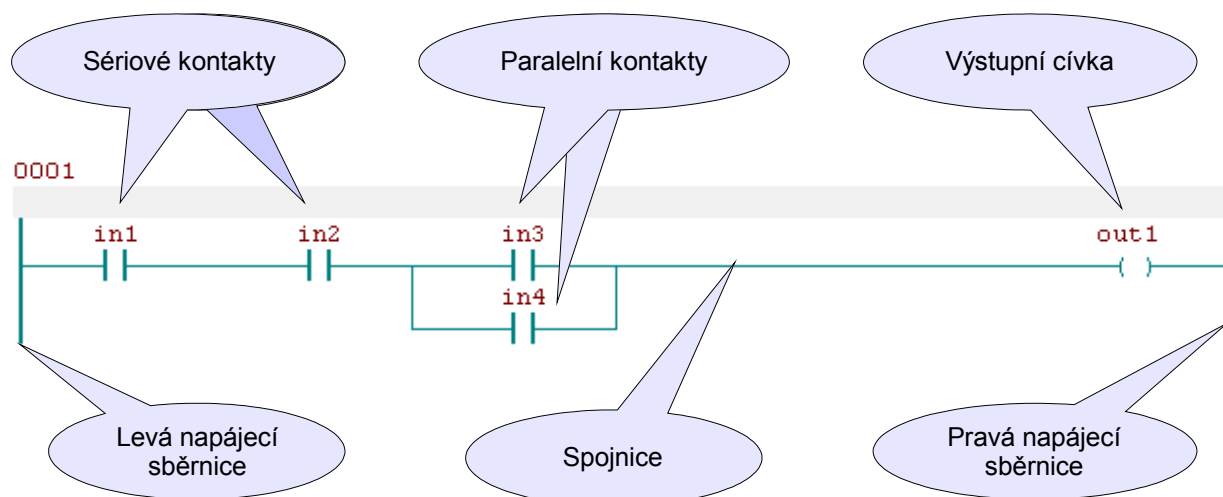 Sériové kontakty
Paralelní kontakty
Výstupní cívka
0001
in1
in2
in3
out1
in4
Levá napájecí
sběrnice
Spojnice
Pravá napájecí
sběrnice